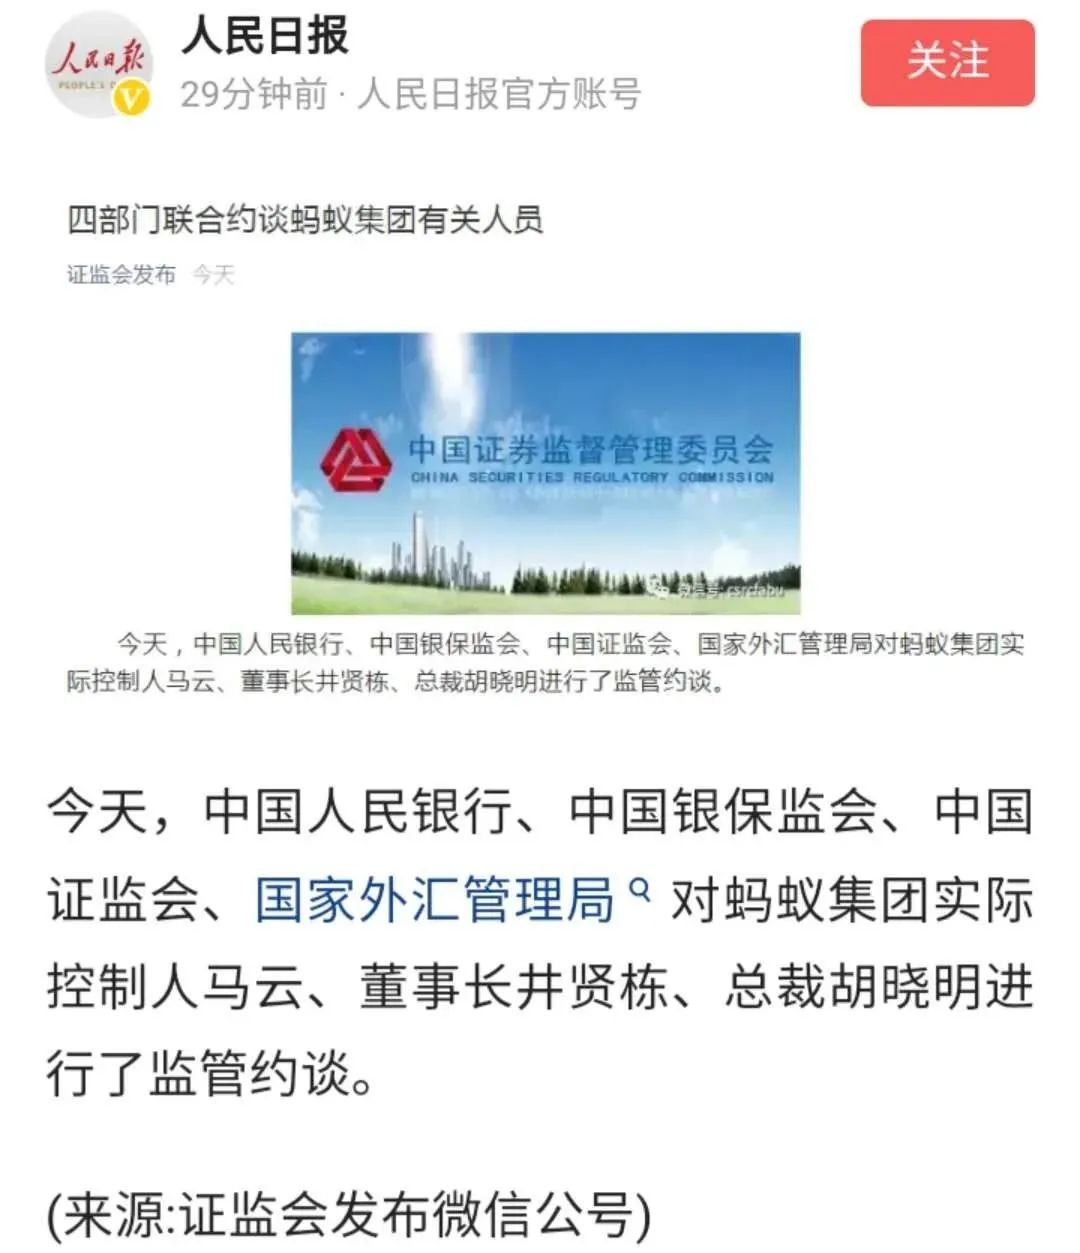 人民日报
PEOPLE'S D
V
人民日报
29分钟前 · 人民日报官方账号
关注
四部门联合约谈蚂蚁集团有关人员
证监会发布 今天
中国证券监督管理委员会
CHINA SECURITIES REGULATORY COMMISSION
微信号: csrcfabu
今天，中国人民银行、中国银保监会、中国证监会、国家外汇管理局对蚂蚁集团实
际控制人马云、董事长井贤栋、总裁胡晓明进行了监管约谈。
今天，中国人民银行、中国银保监会、中国
证监会、国家外汇管理局 对蚂蚁集团实际
控制人马云、董事长井贤栋、总裁胡晓明进
行了监管约谈。
(来源:证监会发布微信公号)